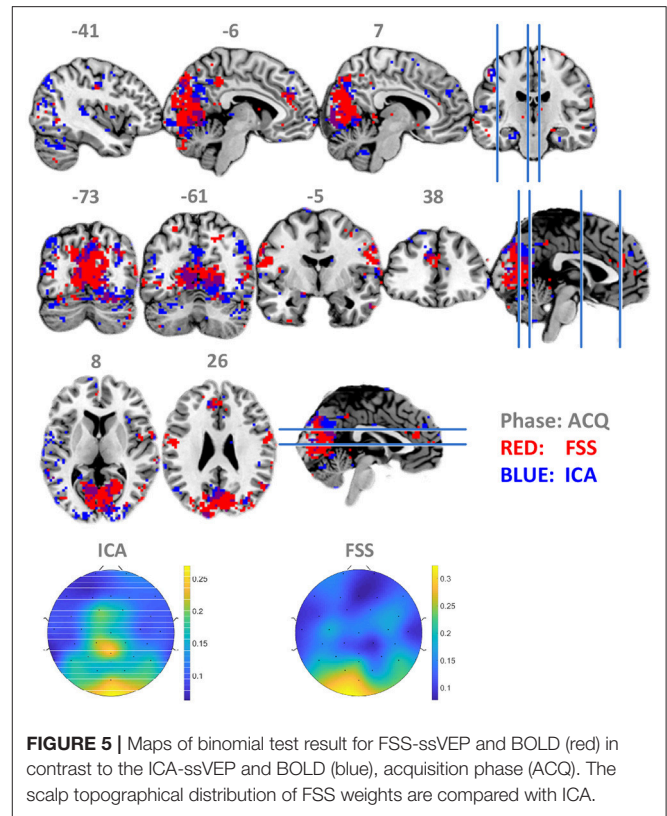 -41 -6 7
-73 -61 -5 38
8 26
Phase: ACQ
RED: FSS
BLUE: ICA
ICA FSS
0.25
0.2
0.15
0.1
0.3
0.25
0.2
0.15
0.1
FIGURE 5 | Maps of binomial test result for FSS-ssVEP and BOLD (red) in
contrast to the ICA-ssVEP and BOLD (blue), acquisition phase (ACQ). The
scalp topographical distribution of FSS weights are compared with ICA.